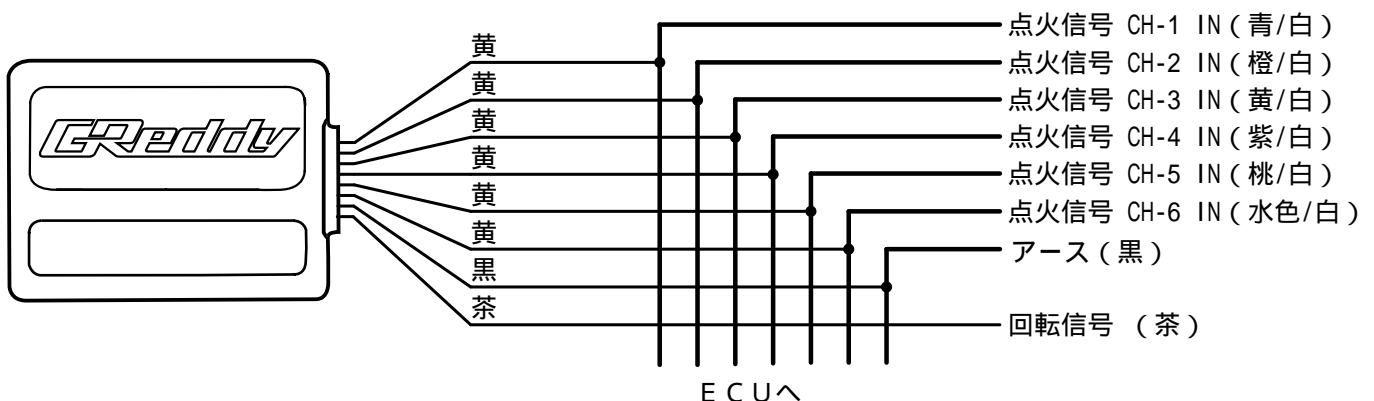 黄
点火信号 CH-1 IN(青/白)
黄
点火信号 CH-2 IN(橙/白)
黄
点火信号 CH-3 IN(黄/白)
GReddy
黄
点火信号 CH-4 IN(紫/白)
黄
点火信号 CH-5 IN(桃/白)
黄
点火信号 CH-6 IN(水色/白)
黒
アース(黒)
茶
回転信号 (茶)
ECUへ